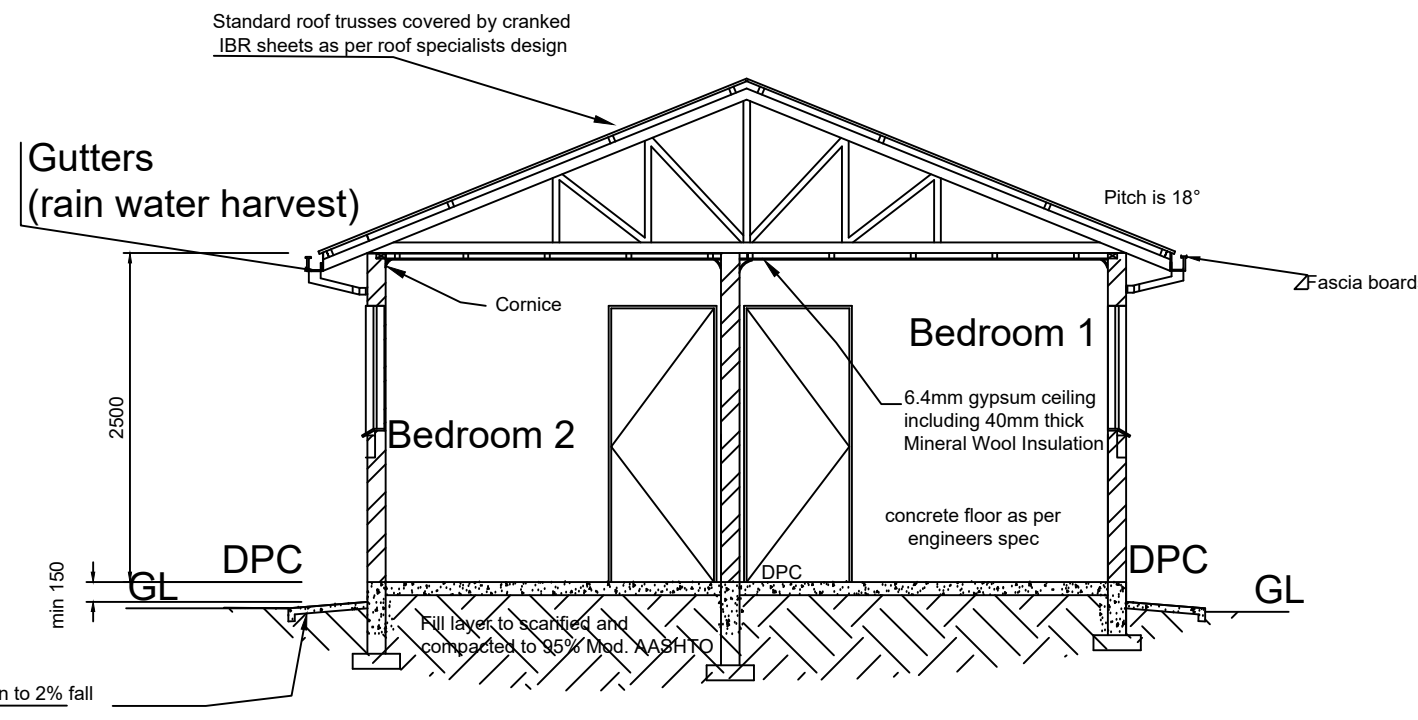 Standard roof trusses covered by cranked
IBR sheets as per roof specialists design
Gutters
(rain water harvest)
Pitch is 18°
Fascia board
Cornice
Bedroom 1
2500
6.4mm gypsum ceiling
including 40mm thick
Mineral Wool Insulation
Bedroom 2
concrete floor as per
engineers spec
DPC
DPC
DPC
GL
GL
min 150
Fill layer to scarified and
compacted to 95% Mod. AASHTO
n to 2% fall